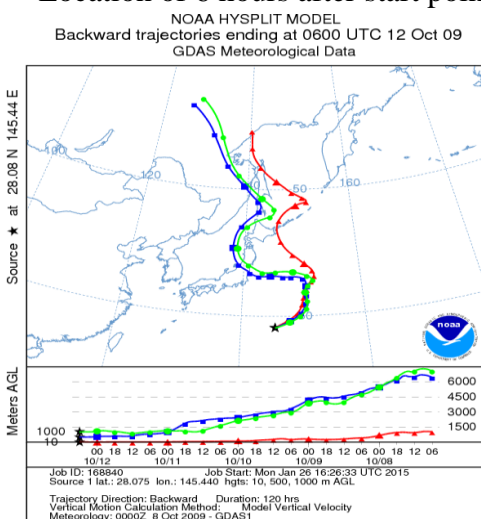 Location of 6 hours after start poin
NOAA HYSPLIT MODEL
Backward trajectories ending at 0600 UTC 12 Oct 09
GDAS Meteorological Data
Source ★ at 28.08 N 145.44 E
100
120
50
160
noaa
Meters AGL
6000
4500
3000
1500
1000
10
00 18 12 06 00 18 12 06 00 18 12 06 00 18 12 06 00 18 12 06
10/12 10/11 10/10 10/09 10/08
Job ID: 168840 Job Start: Mon Jan 26 16:26:33 UTC 2015
Source 1 lat.: 28.075 lon.: 145.440 hgts: 10, 500, 1000 m AGL
Trajectory Direction: Backward Duration: 120 hrs
Vertical Motion Calculation Method: Model Vertical Velocity
Meteorology: 0000Z 8 Oct 2009 - GDAS1